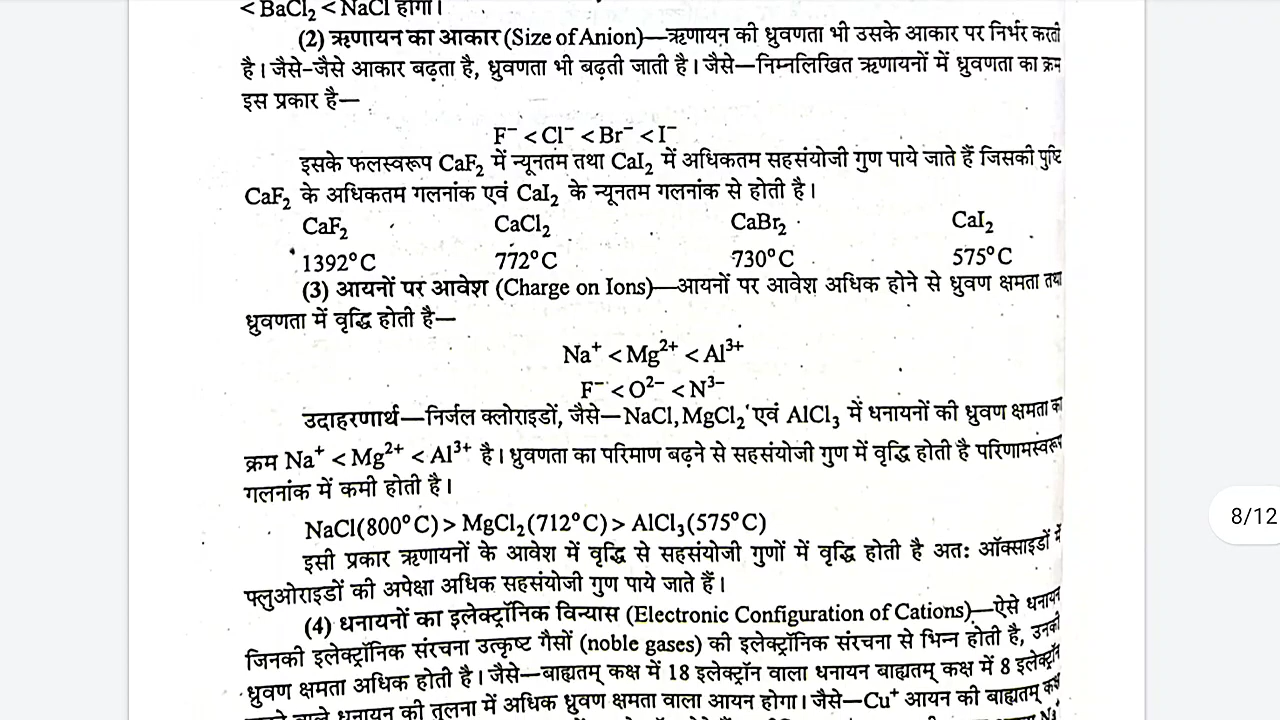 < BaCl₂ < NaCl होगा।
(2) ऋणायन का आकार (Size of Anion)—ऋणायन की ध्रुवणता भी उसके आकार पर निर्भर करती
है। जैसे-जैसे आकार बढ़ता है, ध्रुवणता भी बढ़ती जाती है। जैसे—निम्नलिखित ऋणायनों में ध्रुवणता का क्रम
इस प्रकार है—
F⁻ < Cl⁻ < Br⁻ < I⁻
इसके फलस्वरूप CaF₂ में न्यूनतम तथा CaI₂ में अधिकतम सहसंयोजी गुण पाये जाते हैं जिसकी पुष्टि
CaF₂ के अधिकतम गलनांक एवं CaI₂ के न्यूनतम गलनांक से होती है।
CaF₂ CaCl₂ CaBr₂ CaI₂
1392°C 772°C 730°C 575°C
(3) आयनों पर आवेश (Charge on Ions)—आयनों पर आवेश अधिक होने से ध्रुवण क्षमता तथा
ध्रुवणता में वृद्धि होती है—
Na⁺ < Mg²⁺ < Al³⁺
F⁻ < O²⁻ < N³⁻
उदाहरणार्थ—निर्जल क्लोराइडों, जैसे—NaCl, MgCl₂ एवं AlCl₃ में धनायनों की ध्रुवण क्षमता का
क्रम Na⁺ < Mg²⁺ < Al³⁺ है। ध्रुवणता का परिमाण बढ़ने से सहसंयोजी गुण में वृद्धि होती है परिणामस्वरूप
गलनांक में कमी होती है।
NaCl(800°C) > MgCl₂(712°C) > AlCl₃(575°C)
इसी प्रकार ऋणायनों के आवेश में वृद्धि से सहसंयोजी गुणों में वृद्धि होती है अत: ऑक्साइडों में
फ्लुओराइडों की अपेक्षा अधिक सहसंयोजी गुण पाये जाते हैं।
(4) धनायनों का इलेक्ट्रॉनिक विन्यास (Electronic Configuration of Cations)—ऐसे धनायन
जिनकी इलेक्ट्रॉनिक संरचना उत्कृष्ट गैसों (noble gases) की इलेक्ट्रॉनिक संरचना से भिन्न होती है, उनकी
ध्रुवण क्षमता अधिक होती है। जैसे—बाह्यतम् कक्ष में 18 इलेक्ट्रॉन वाला धनायन बाह्यतम् कक्ष में 8 इलेक्ट्रॉन
वाले धनायन की तुलना में अधिक ध्रुवण क्षमता वाला आयन होगा। जैसे—Cu⁺ आयन की बाह्यतम् कक्ष
8/12